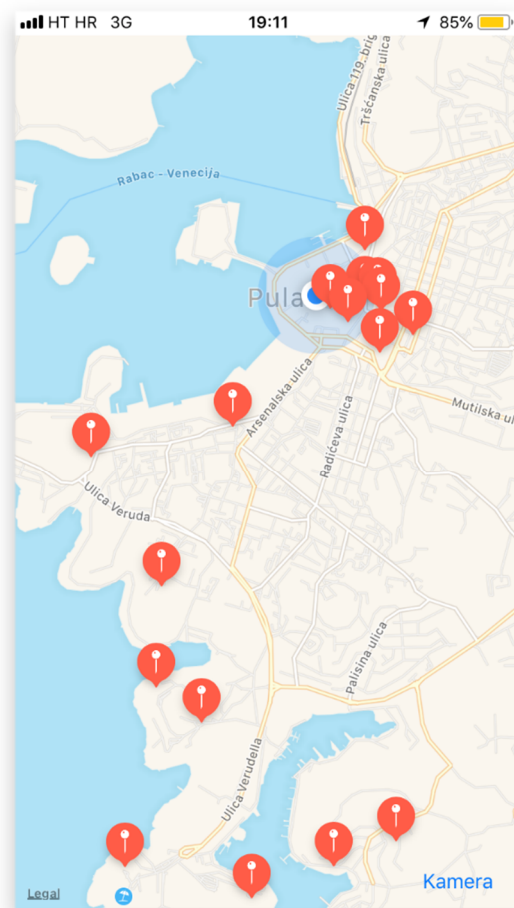 HT HR 3G 19:11 85%
Ulica 119. brig
Tršćanska ulica
Rabac - Venecija
Pula
Arsenalska ulica
Radićeva ulica
Mutilska ul
Ulica Veruda
Palisina ulica
Ulica Verudella
Kamera
Legal